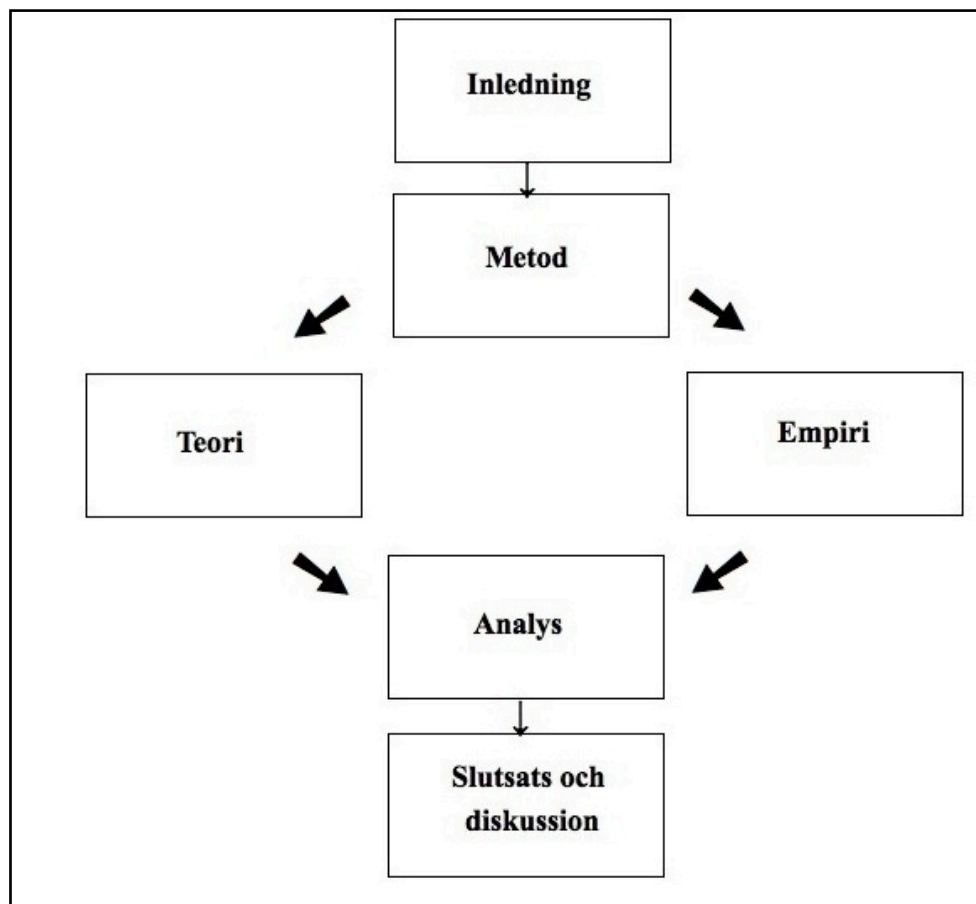 Inledning
Metod
Teori
Empiri
Analys
Slutsats och
diskussion